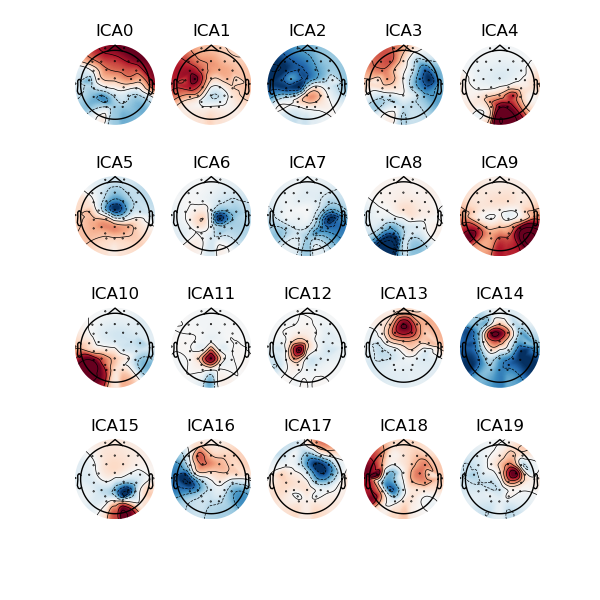 ICA0 ICA1 ICA2 ICA3 ICA4
ICA5 ICA6 ICA7 ICA8 ICA9
ICA10 ICA11 ICA12 ICA13 ICA14
ICA15 ICA16 ICA17 ICA18 ICA19